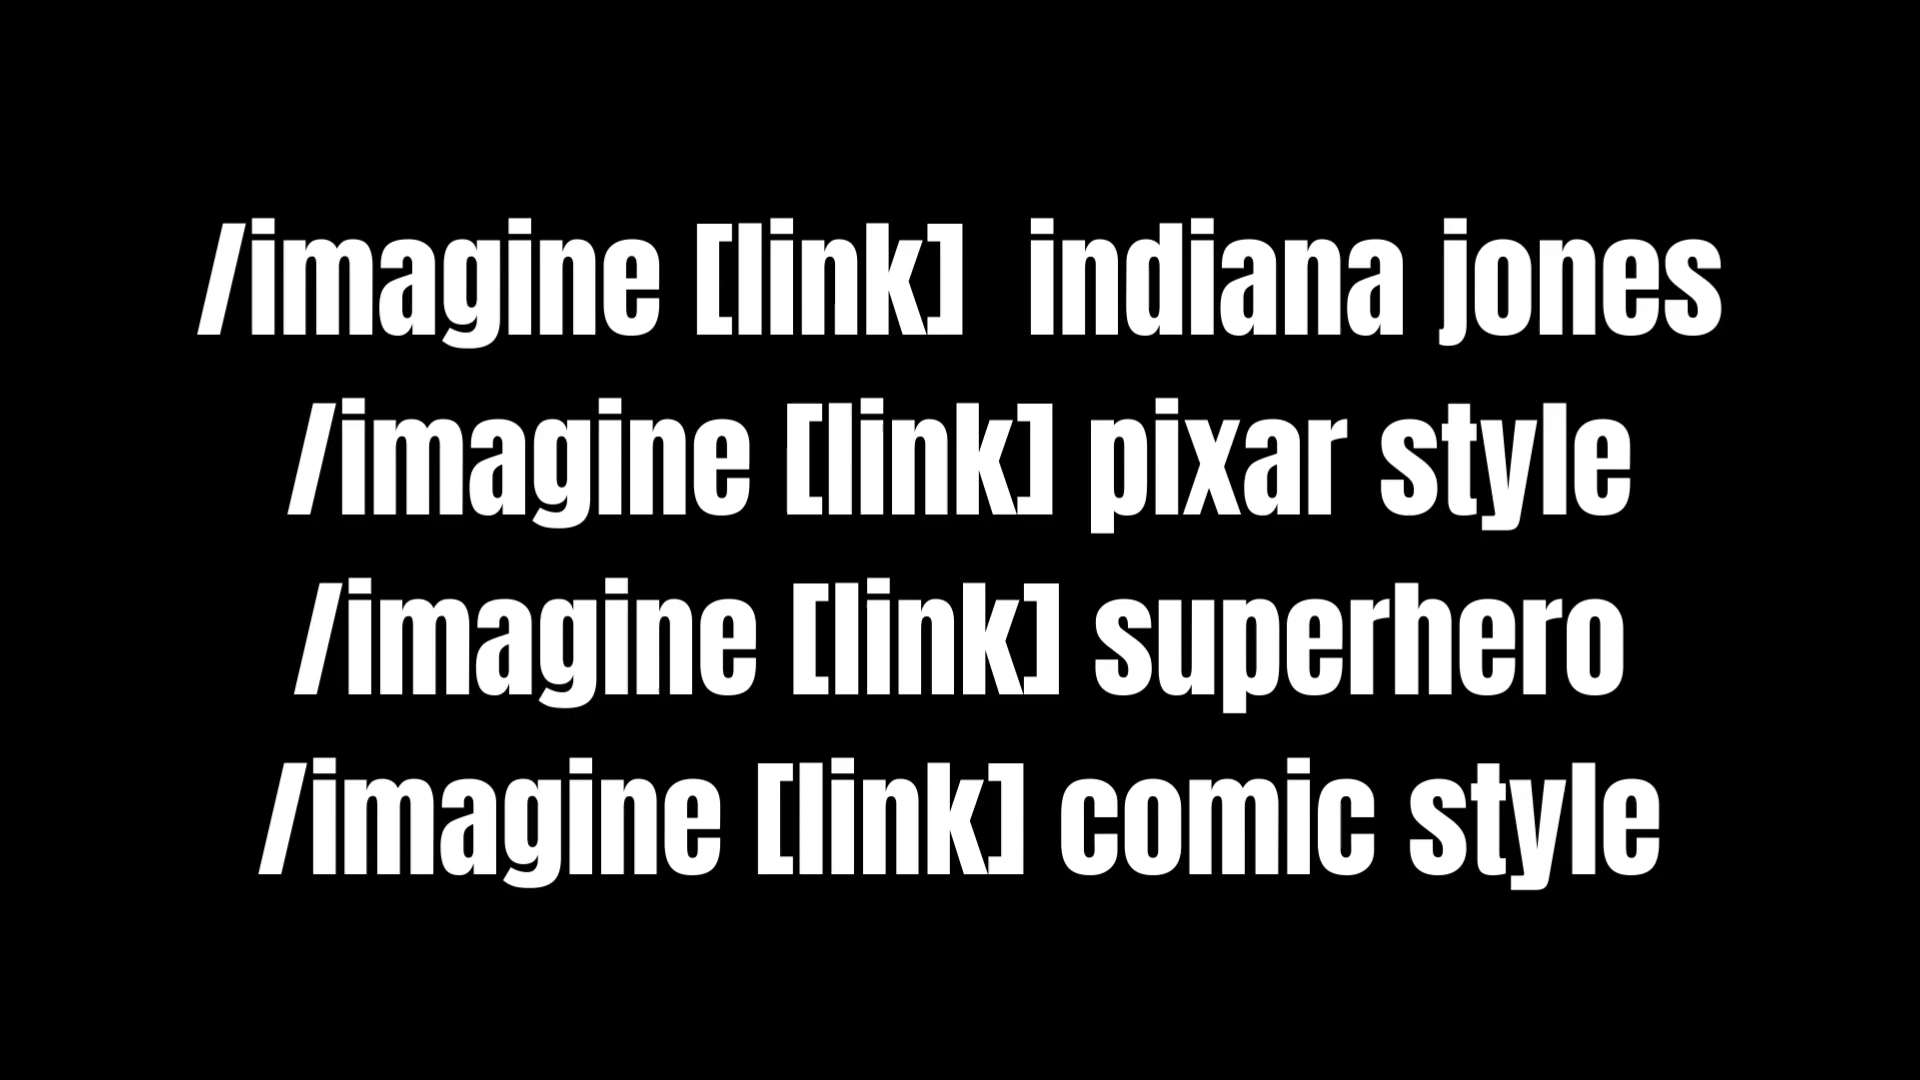 /imagine [link]  indiana jones
/imagine [link] pixar style
/imagine [link] superhero
/imagine [link] comic style